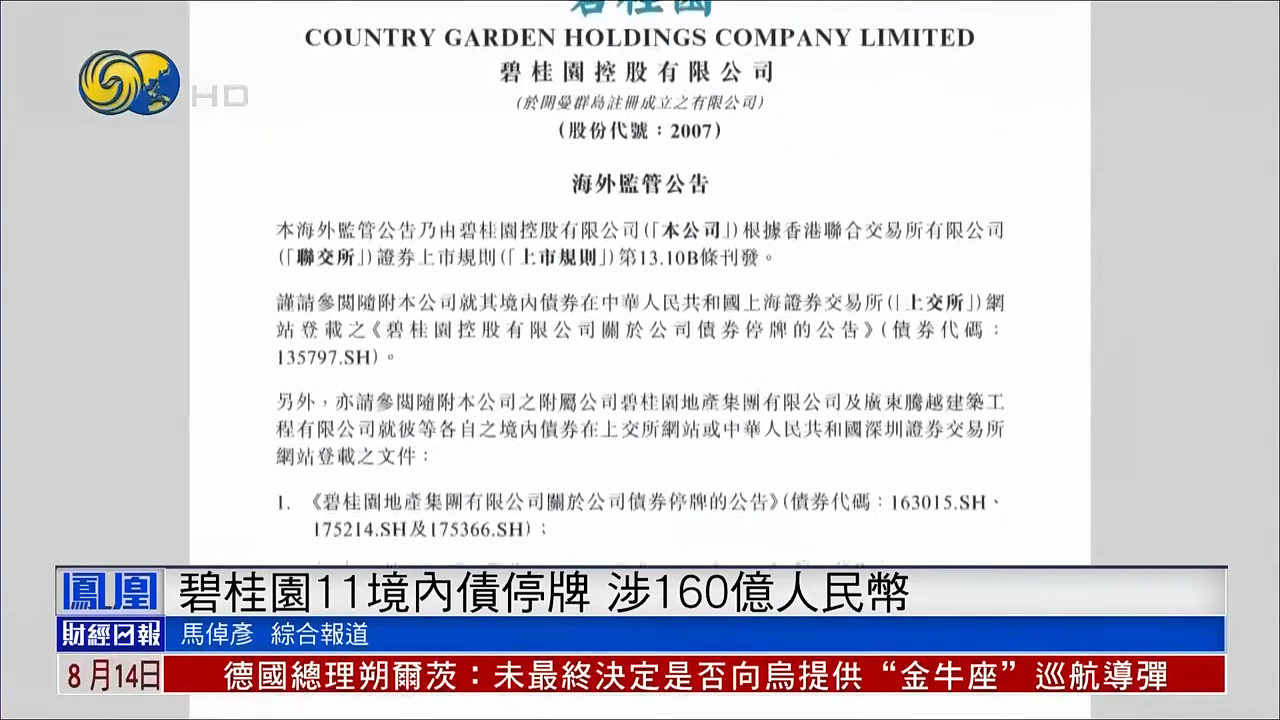 碧桂園
COUNTRY GARDEN HOLDINGS COMPANY LIMITED
碧桂園控股有限公司
(於開曼群島註冊成立之有限公司)
(股份代號：2007)
HD
海外監管公告
本海外監管公告乃由碧桂園控股有限公司(「本公司」)根據香港聯合交易所有限公司
(「聯交所」)證券上市規則(「上市規則」)第13.10B條刊發。
謹請參閱隨附本公司就其境內債券在中華人民共和國上海證券交易所(「上交所」)網
站登載之《碧桂園控股有限公司關於公司債券停牌的公告》(債券代碼：
135797.SH)。
另外，亦請參閱隨附本公司之附屬公司碧桂園地產集團有限公司及廣東騰越建築工
程有限公司就彼等各自之境內債券在上交所網站或中華人民共和國深圳證券交易所
網站登載之文件：
1. 《碧桂園地產集團有限公司關於公司債券停牌的公告》(債券代碼：163015.SH、
175214.SH及175366.SH)；
鳳凰
碧桂園11境內債停牌 涉160億人民幣
財經日報
馬倬彥 綜合報道
8月14日
德國總理朔爾茨：未最終決定是否向烏提供“金牛座”巡航導彈